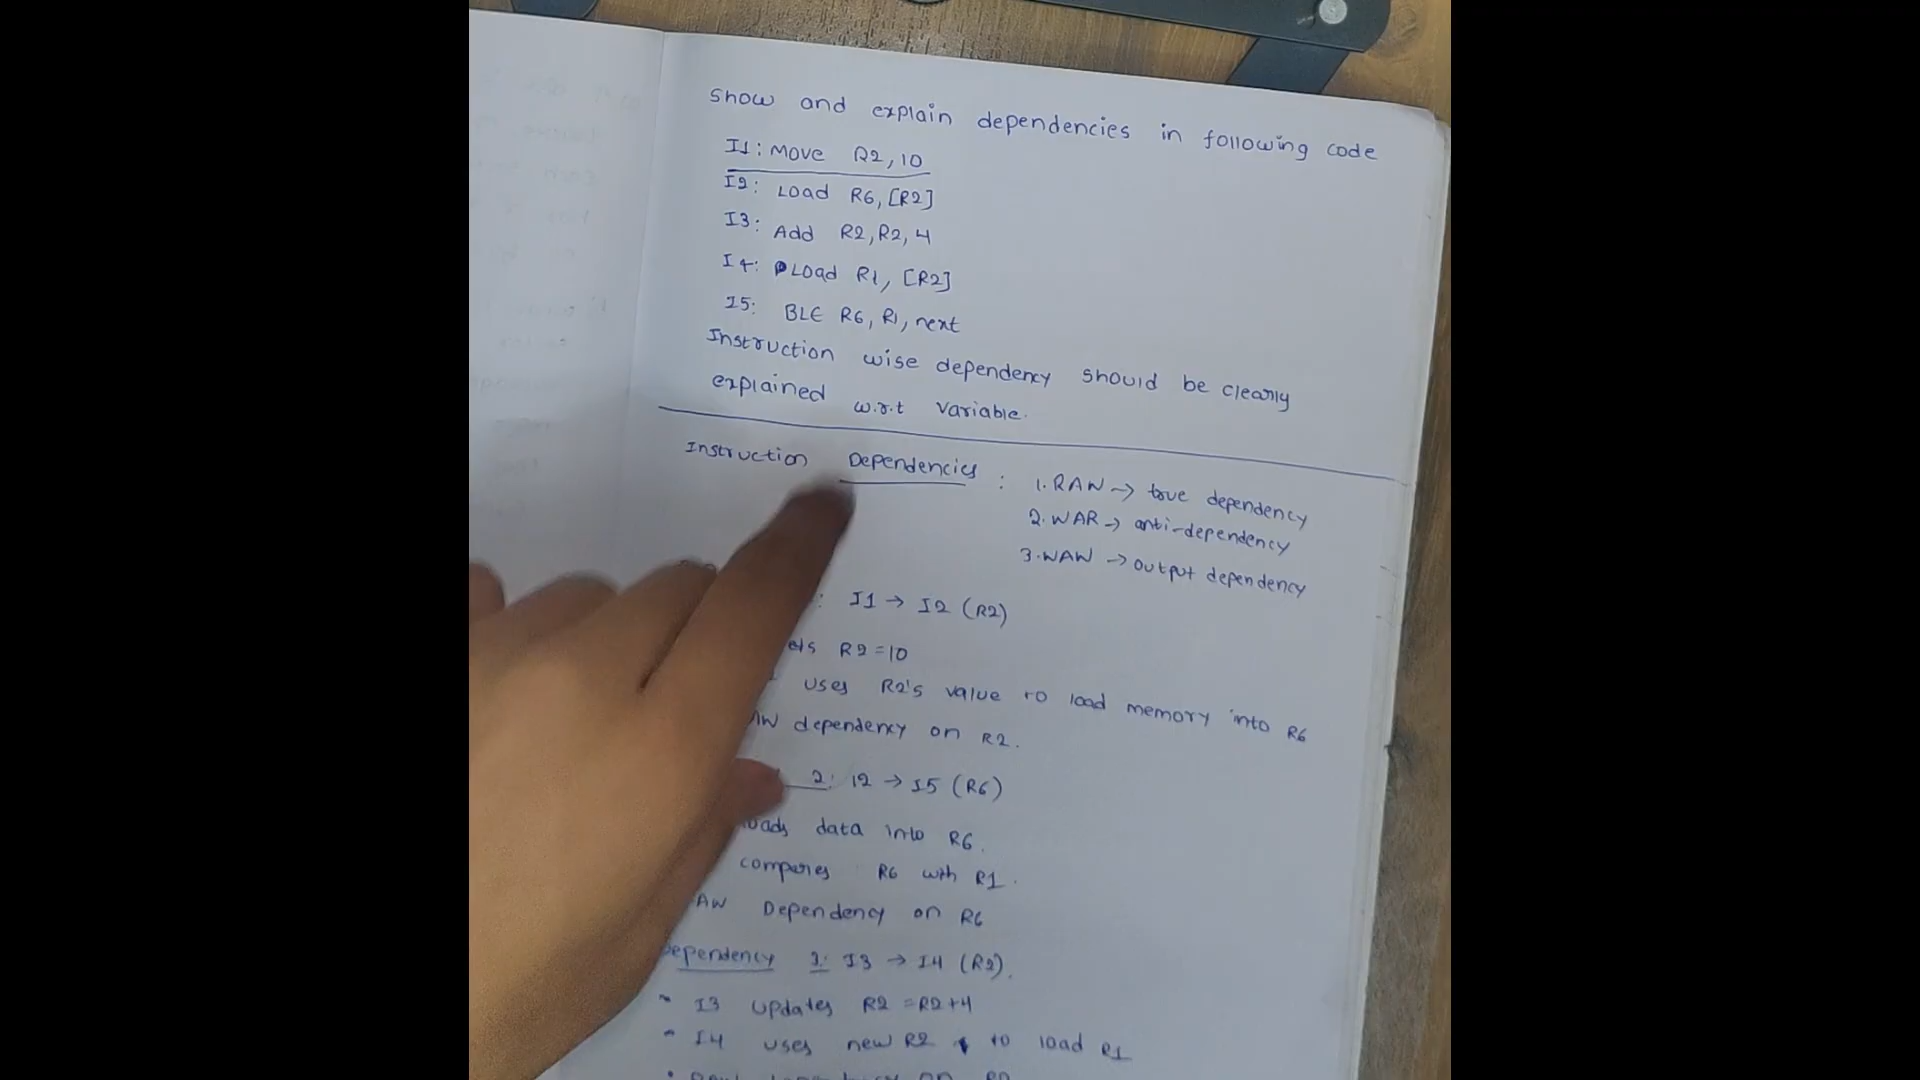 Show and explain dependencies in following code
I1: Move R2, 10
I2: Load R6, [R2]
I3: Add R2, R2, 4
I4: Load R1, [R2]
I5: BLE R6, R1, next
Instruction wise dependency should be clearly
explained w.r.t variable.
Instruction Dependencies : 1. RAW -> true dependency
2. WAR -> anti-dependency
3. WAW -> output dependency
: I1 -> I2 (R2)
R2 = 10
uses R2's value to load memory into R6
dependency on R2.
2: I2 -> I5 (R6)
data into R6.
compares R6 with R1.
Dependency on R6
Dependency 3: I3 -> I4 (R2).
- I3 updates R2 = R2+4
- I4 uses new R2 to load R1